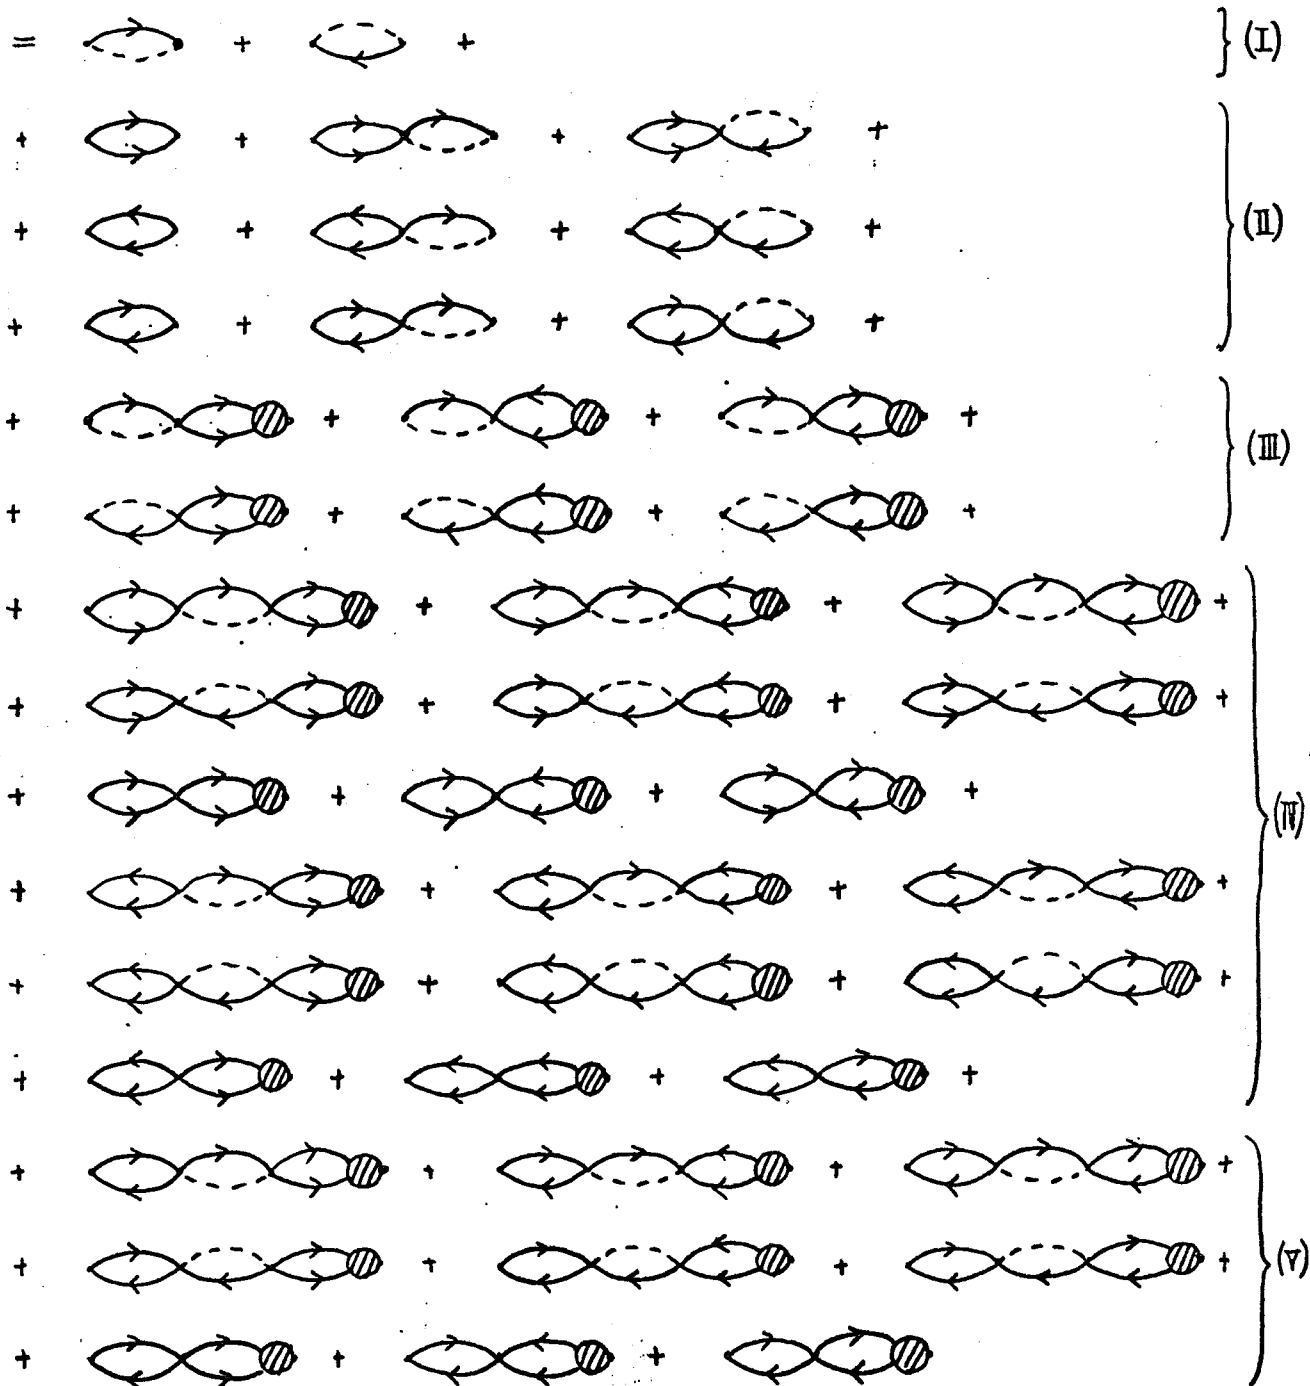 = + + } (I)
+ + + +
+ + + + } (II)
+ + + +
+ + + +
+ + + + } (III)
+ + + +
+ + + +
+ + + + } (IV)
+ + + +
+ + + +
+ + + +
+ + + +
+ + + +
+ + + + } (V)
+ + +